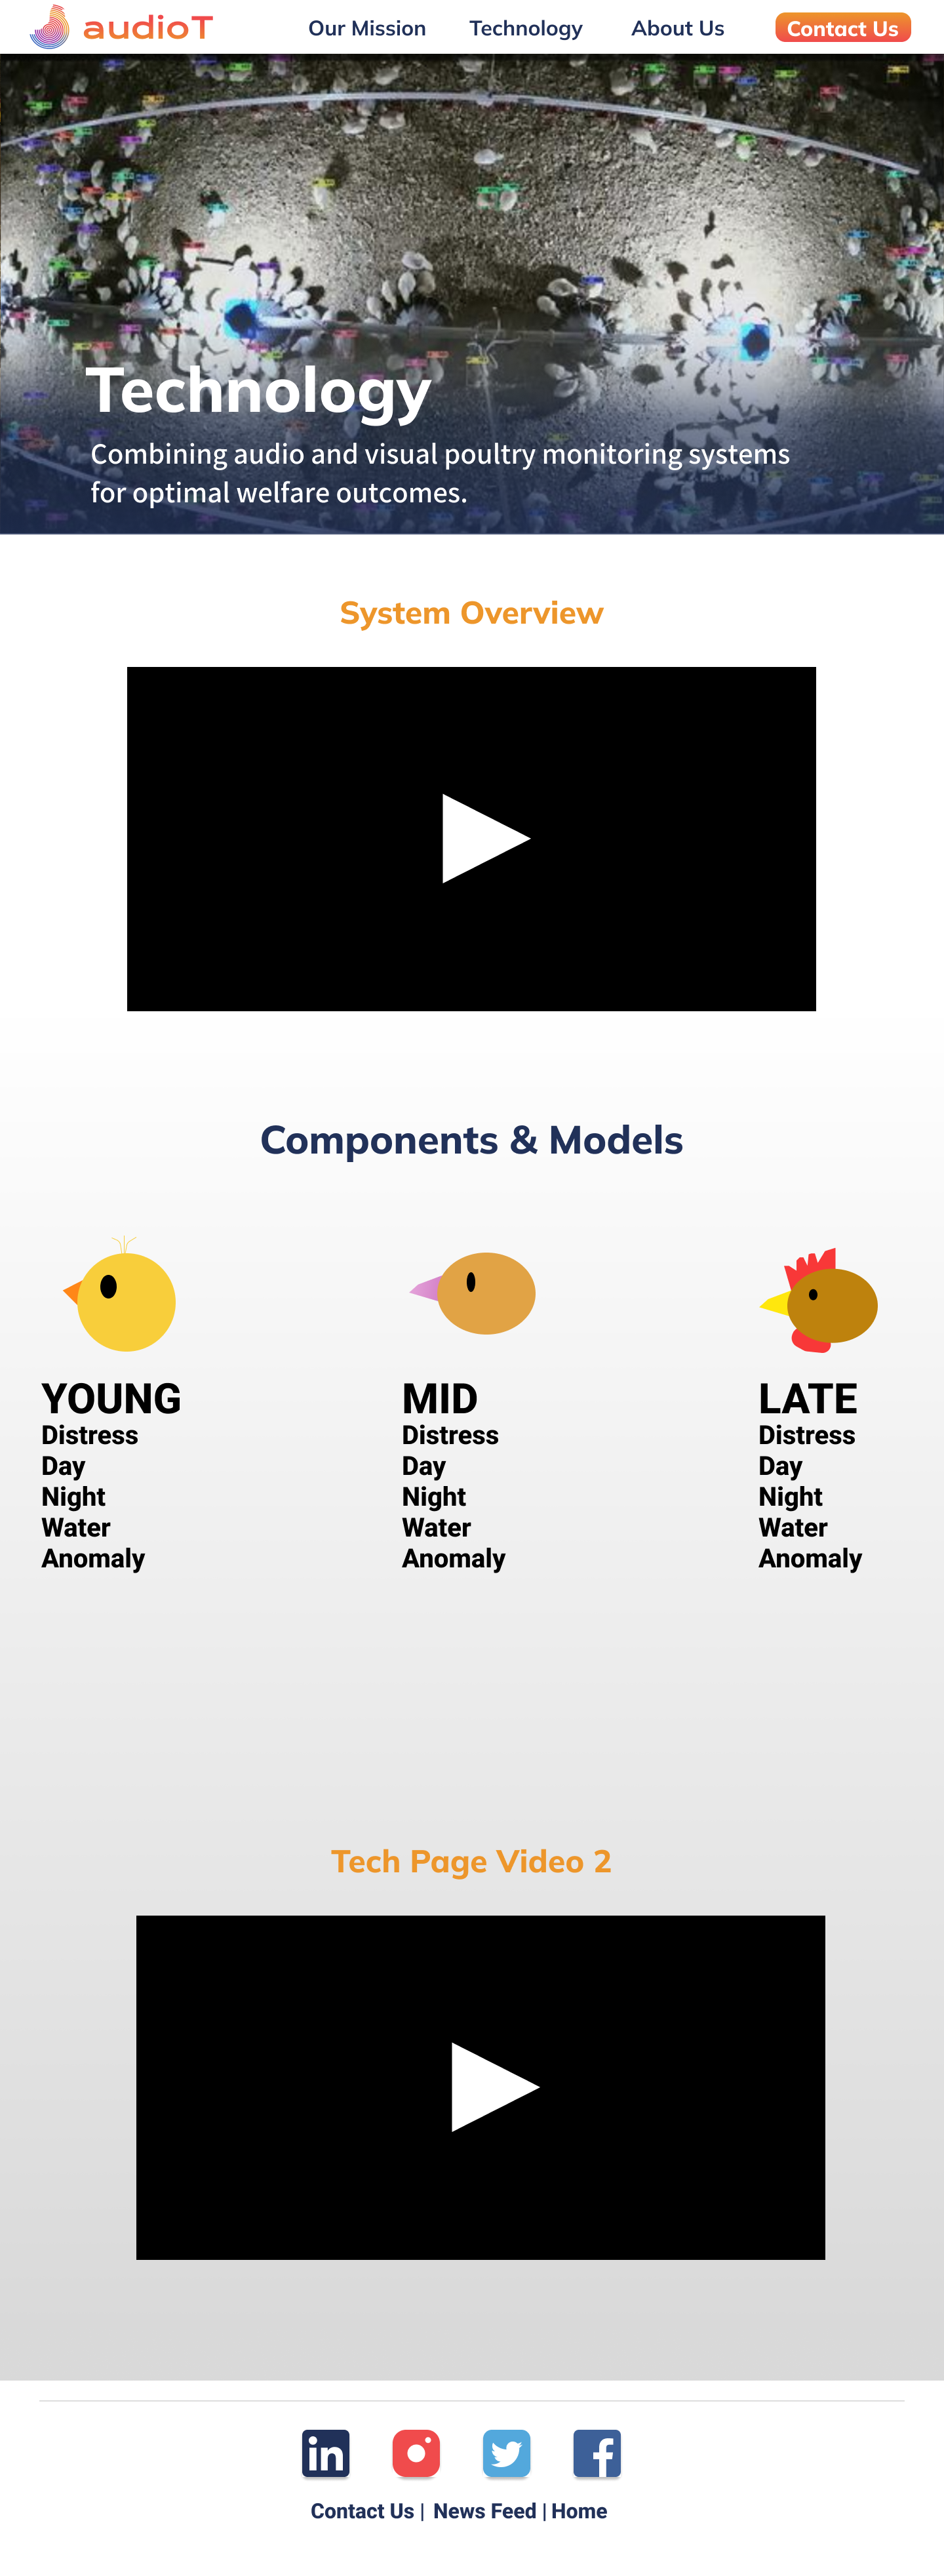 audioT
Our Mission
Technology
About Us
Contact Us
Technology
Combining audio and visual poultry monitoring systems
for optimal welfare outcomes.
System Overview
Components & Models
YOUNG
Distress
Day
Night
Water
Anomaly
MID
Distress
Day
Night
Water
Anomaly
LATE
Distress
Day
Night
Water
Anomaly
Tech Page Video 2
in
Contact Us | News Feed | Home